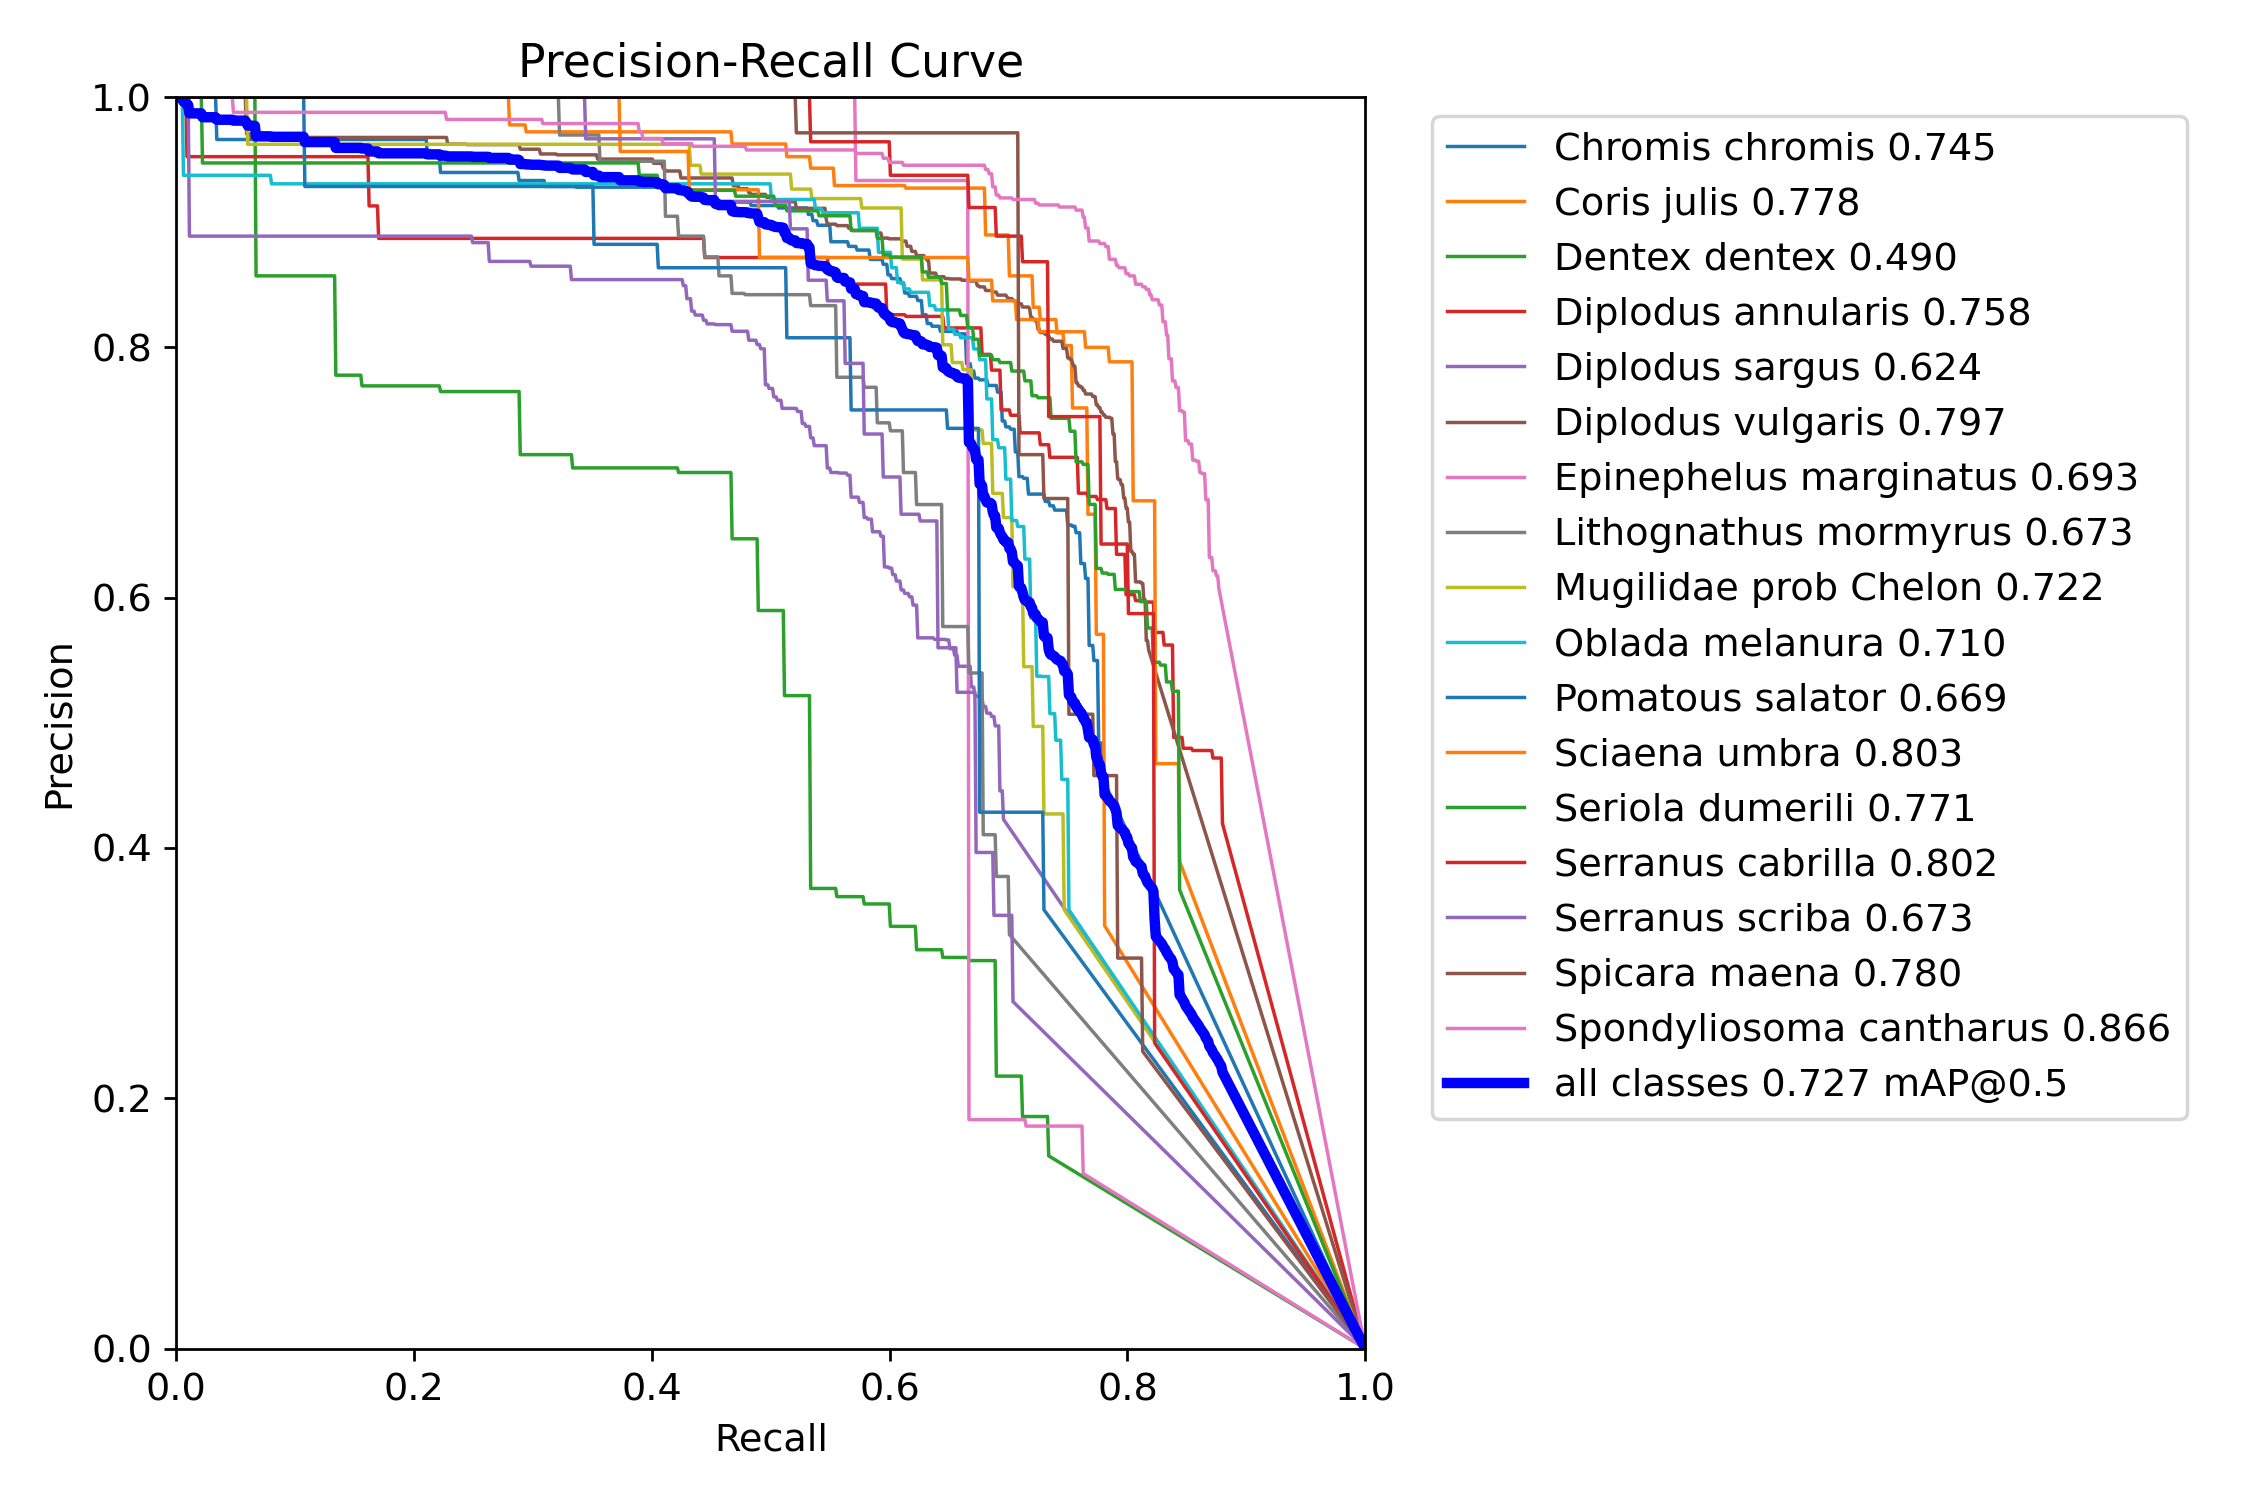 Precision-Recall Curve
1.0
0.8
0.6
0.4
0.2
0.0
Precision
0.0 0.2 0.4 0.6 0.8 1.0
Recall
Chromis chromis 0.745
Coris julis 0.778
Dentex dentex 0.490
Diplodus annularis 0.758
Diplodus sargus 0.624
Diplodus vulgaris 0.797
Epinephelus marginatus 0.693
Lithognathus mormyrus 0.673
Mugilidae prob Chelon 0.722
Oblada melanura 0.710
Pomatous salator 0.669
Sciaena umbra 0.803
Seriola dumerili 0.771
Serranus cabrilla 0.802
Serranus scriba 0.673
Spicara maena 0.780
Spondyliosoma cantharus 0.866
all classes 0.727 mAP@0.5